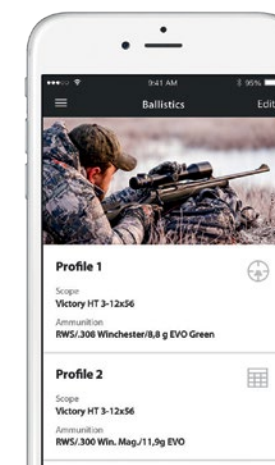 9:41 AM 95%
Ballistics Edit
Profile 1
Scope
Victory HT 3-12x56
Ammunition
RWS/.308 Winchester/8,8 g EVO Green
Profile 2
Scope
Victory HT 3-12x56
Ammunition
RWS/.300 Win. Mag./11,9g EVO